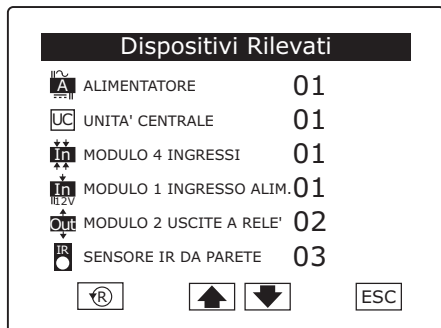 Dispositivi Rilevati
A ALIMENTATORE 01
UC UNITA' CENTRALE 01
In MODULO 4 INGRESSI 01
In 12V MODULO 1 INGRESSO ALIM. 01
Out MODULO 2 USCITE A RELE' 02
IR SENSORE IR DA PARETE 03
R ESC